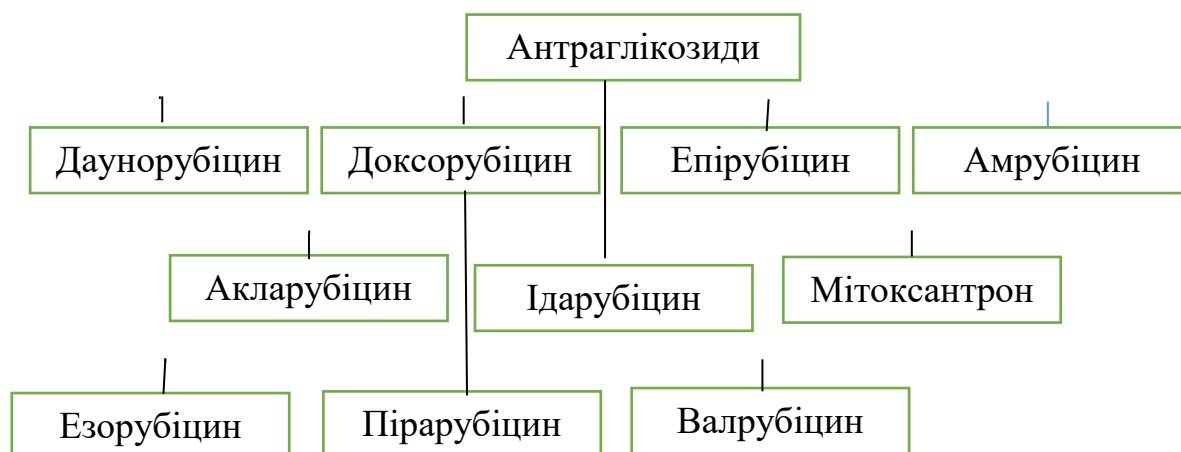 Антраглікозиди
Даунорубіцин
Доксорубіцин
Епірубіцин
Амрубіцин
Акларубіцин
Ідарубіцин
Мітоксантрон
Езорубіцин
Пірарубіцин
Валрубіцин